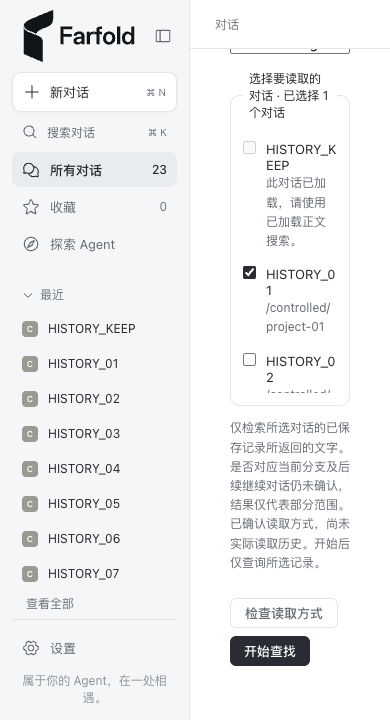 Farfold
新对话 ⌘ N
搜索对话 ⌘ K
所有对话 23
收藏 0
探索 Agent
最近
C HISTORY_KEEP
C HISTORY_01
C HISTORY_02
C HISTORY_03
C HISTORY_04
C HISTORY_05
C HISTORY_06
C HISTORY_07
查看全部
设置
属于你的 Agent，在一处相
遇。
对话
选择要读取的
对话 · 已选择 1
个对话
HISTORY_K
EEP
此对话已加
载，请使用
已加载正文
搜索。
HISTORY_0
1
/controlled/
project-01
HISTORY_0
2
/controlled/
仅检索所选对话的已保
存记录所返回的文字。
是否对应当前分支及后
续继续对话仍未确认，
结果仅代表部分范围。
已确认读取方式，尚未
实际读取历史。开始后
仅查询所选记录。
检查读取方式
开始查找